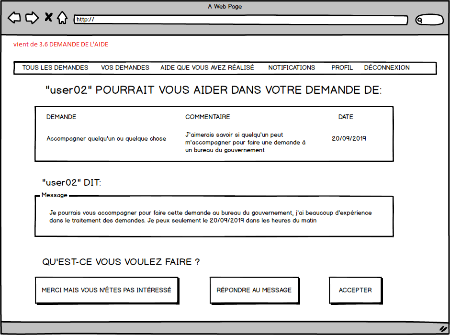 A Web Page
http://
vient de 3.6 DEMANDE DE L'AIDE
TOUS LES DEMANDES VOS DEMANDES AIDE QUE VOUS AVEZ RÉALISÉ NOTIFICATIONS PROFIL DÉCONNEXION
"user02" POURRAIT VOUS AIDER DANS VOTRE DEMANDE DE:
DEMANDE COMMENTAIRE DATE
Accompagner quelqu'un ou quelque chose
J'aimerais savoir si quelqu'un peut
m'accompagner pour faire une demande à
un bureau du gouvernement
20/09/2019
"user02" DIT:
Message
Je pourrais vous accompagner pour faire cette demande au bureau du gouvernement, j'ai beaucoup d'expérience
dans le traitement des demandes. Je peux seulement le 20/09/2019 dans les heures du matin
QU'EST-CE VOUS VOULEZ FAIRE ?
MERCI MAIS VOUS N'ÊTES PAS INTÉRESSÉ RÉPONDRE AU MESSAGE ACCEPTER